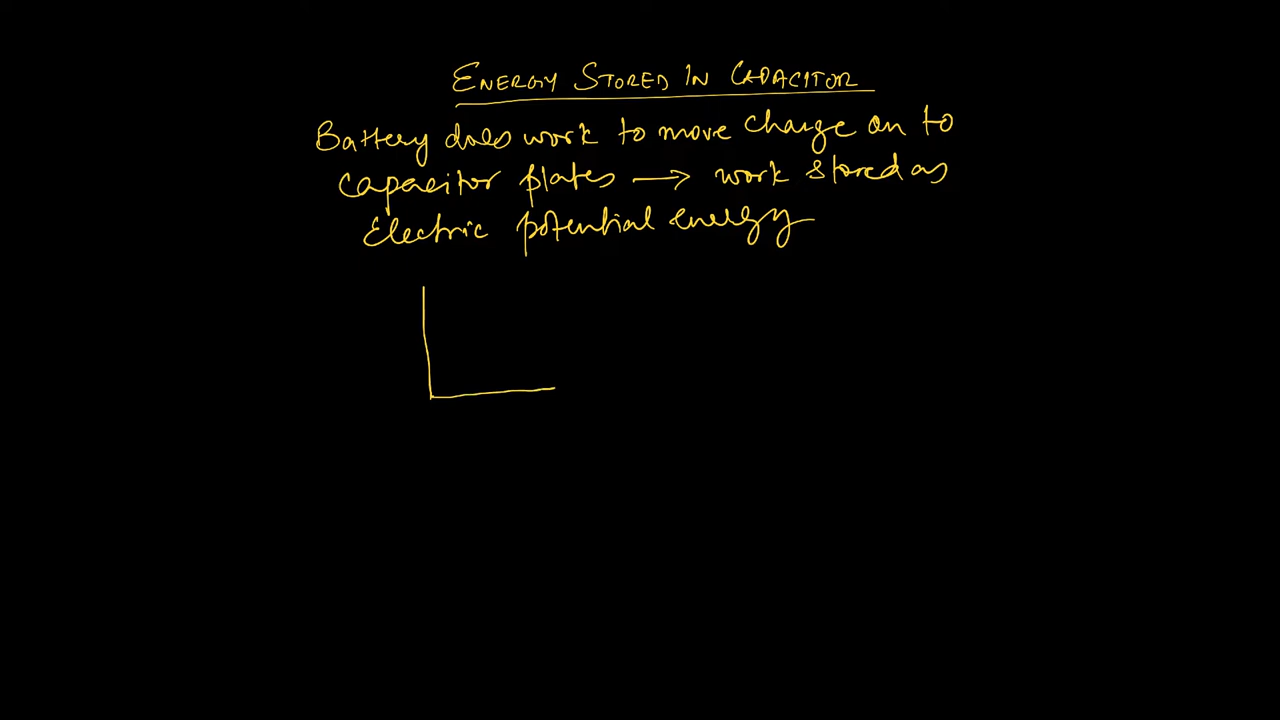 ENERGY STORED IN CAPACITOR
Battery does work to move charge on to
capacitor plates → work stored as
Electric potential energy